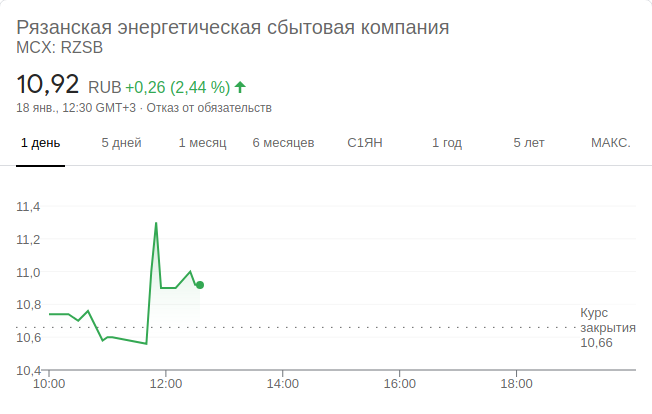 Рязанская энергетическая сбытовая компания
MCX: RZSB
10,92 RUB +0,26 (2,44 %)
18 янв., 12:30 GMT+3 · Отказ от обязательств
1 день 5 дней 1 месяц 6 месяцев С1ЯН 1 год 5 лет МАКС.
11,4
11,2
11,0
10,8
10,6
10,4
Курс
закрытия
10,66
10:00 12:00 14:00 16:00 18:00